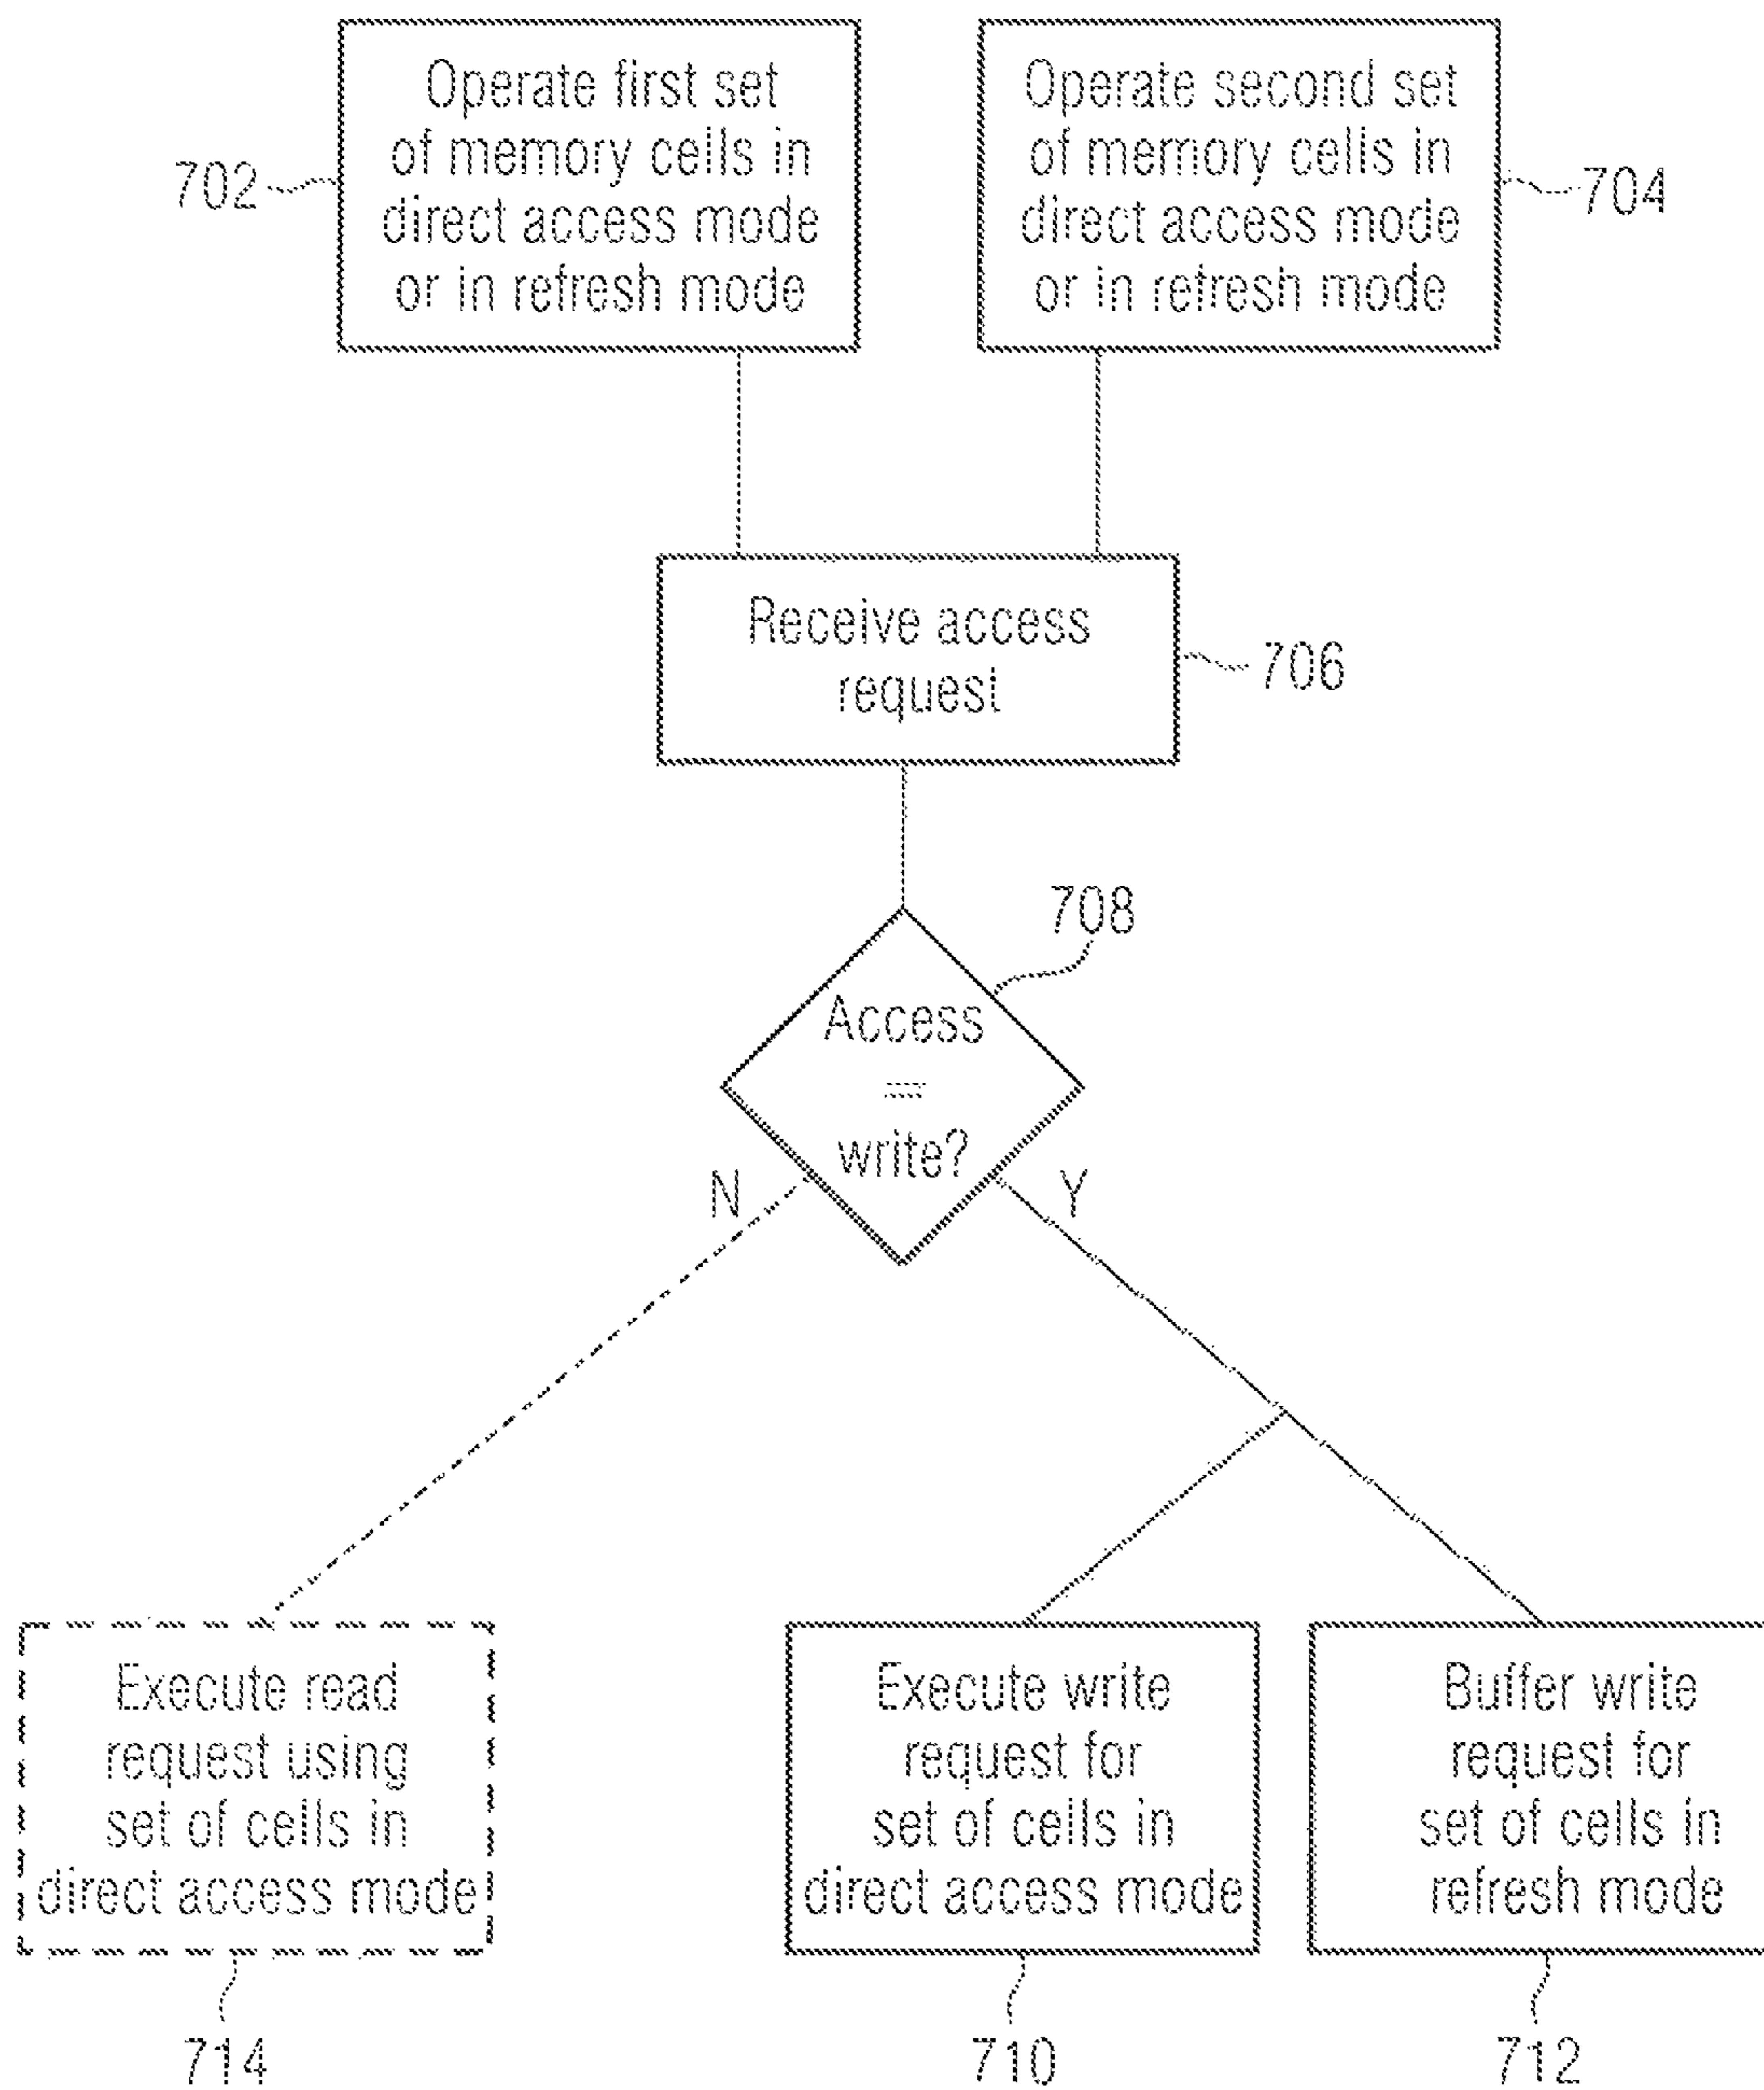 Operate first set
of memory cells in
direct access mode
or in refresh mode
702
Operate second set
of memory cells in
direct access mode
or in refresh mode
704
Receive access
request
706
708
Access
=
write?
N
Y
Execute read
request using
set of cells in
direct access mode
714
Execute write
request for
set of cells in
direct access mode
710
Buffer write
request for
set of cells in
refresh mode
712